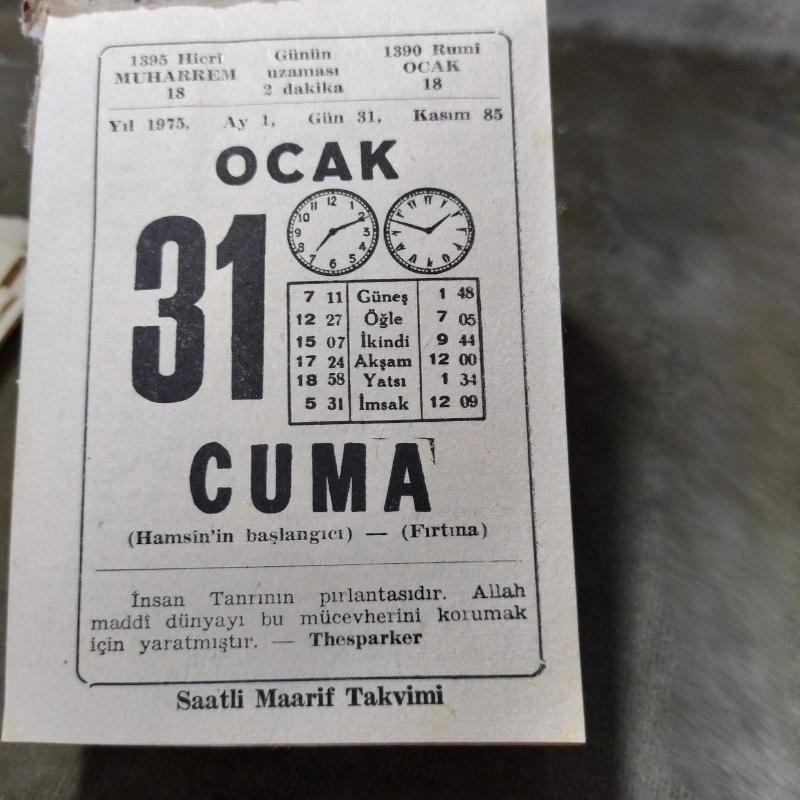 1395 Hicrî Günün 1390 Rumî
MUHARREM uzaması OCAK
18 2 dakika 18
Yıl 1975, Ay 1, Gün 31, Kasım 85
OCAK
31
7 11 Güneş 1 48
12 27 Öğle 7 05
15 07 İkindi 9 44
17 24 Akşam 12 00
18 58 Yatsı 1 34
5 31 İmsak 12 09
CUMA
(Hamsin'in başlangıcı) — (Fırtına)
İnsan Tanrının pırlantasıdır. Allah
maddî dünyayı bu mücevherini korumak
için yaratmıştır. — Thesparker
Saatli Maarif Takvimi